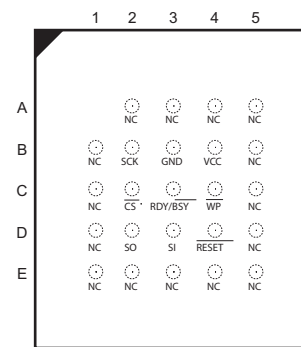 1 2 3 4 5
A
NC NC NC NC
B
NC SCK GND VCC NC
C
NC CS RDY/BSY WP NC
D
NC SO SI RESET NC
E
NC NC NC NC NC